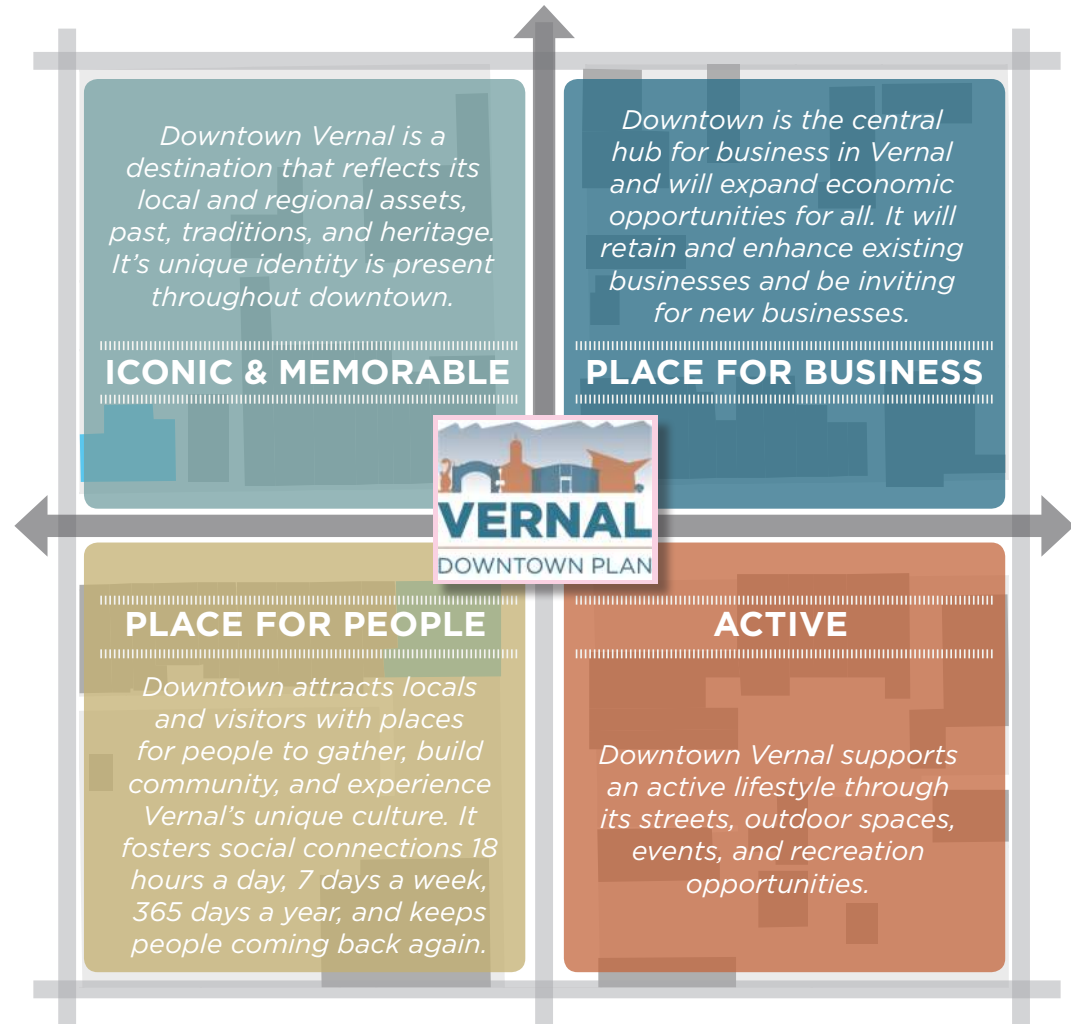 Downtown Vernal is a
destination that reflects its
local and regional assets,
past, traditions, and heritage.
It’s unique identity is present
throughout downtown.
ICONIC & MEMORABLE
Downtown is the central
hub for business in Vernal
and will expand economic
opportunities for all. It will
retain and enhance existing
businesses and be inviting
for new businesses.
PLACE FOR BUSINESS
VERNAL
DOWNTOWN PLAN
PLACE FOR PEOPLE
Downtown attracts locals
and visitors with places
for people to gather, build
community, and experience
Vernal’s unique culture. It
fosters social connections 18
hours a day, 7 days a week,
365 days a year, and keeps
people coming back again.
ACTIVE
Downtown Vernal supports
an active lifestyle through
its streets, outdoor spaces,
events, and recreation
opportunities.